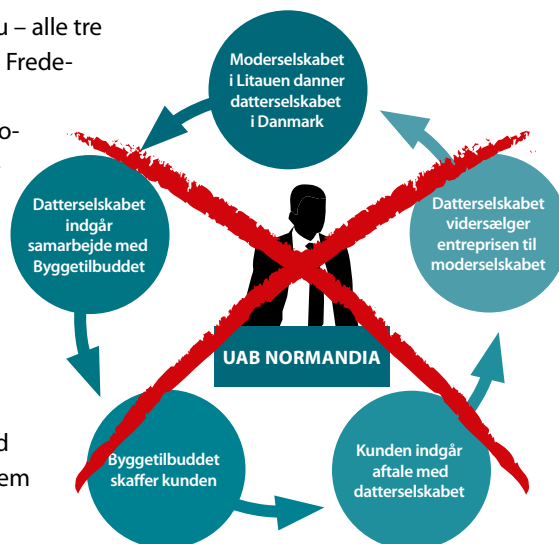 u – alle tre
Frede-
o-
d
em
Moderselskabet
i Litauen danner
datterselskabet
i Danmark
Datterselskabet
indgår
samarbejde med
Byggetilbuddet
Datterselskabet
vidersælger
entreprisen til
moderselskabet
UAB NORMANDIA
Byggetilbuddet
skaffer kunden
Kunden indgår
aftale med
datterselskabet